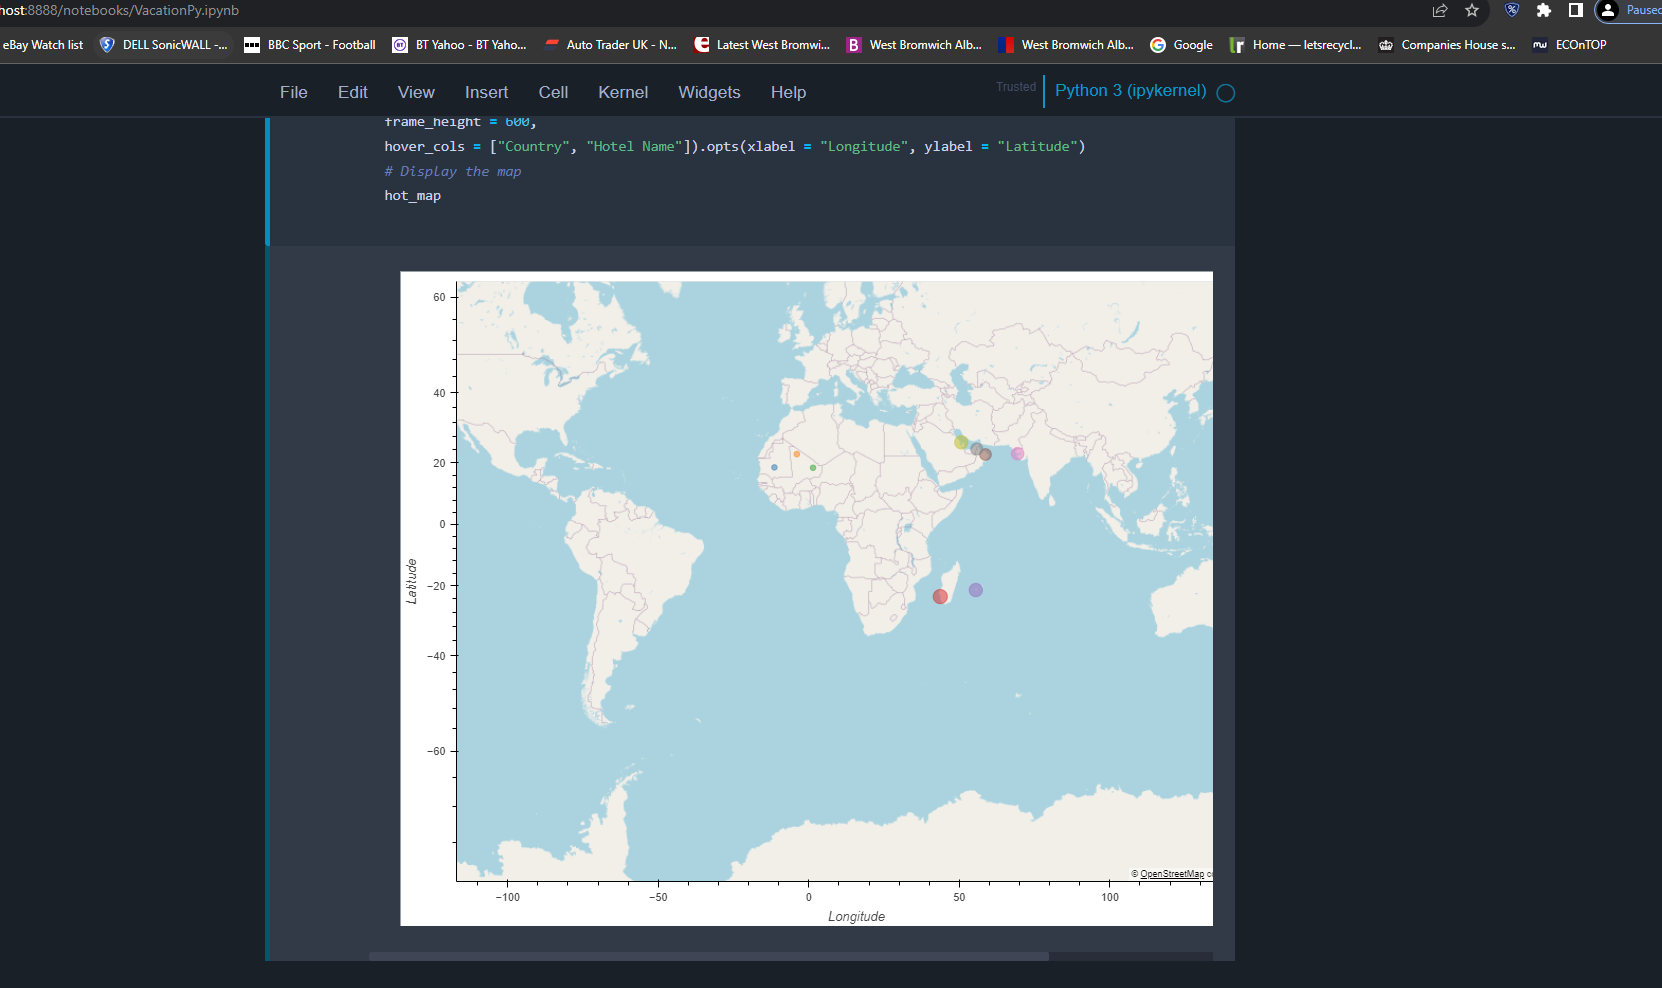 host:8888/notebooks/VacationPy.ipynb
Paused
eBay Watch list
DELL SonicWALL -...
BBC Sport - Football
BT Yahoo - BT Yaho...
Auto Trader UK - N...
Latest West Bromwi...
B
West Bromwich Alb...
West Bromwich Alb...
Google
Home — letsrecycl...
Companies House s...
mw
ECOnTOP
File
Edit
View
Insert
Cell
Kernel
Widgets
Help
Trusted
Python 3 (ipykernel)
frame_height = 600,
hover_cols = ["Country", "Hotel Name"]).opts(xlabel = "Longitude", ylabel = "Latitude")
# Display the map
hot_map
60
40
20
0
−20
−40
−60
Latitude
© OpenStreetMap co
−100
−50
0
50
100
Longitude